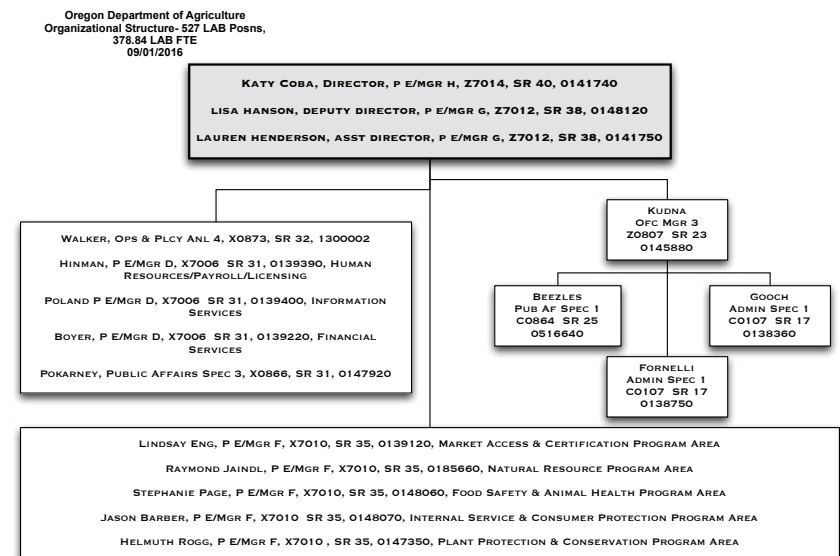 Oregon Department of Agriculture
Organizational Structure- 527 LAB Posns,
378.84 LAB FTE
09/01/2016
Katy Coba, Director, P E/Mgr H, Z7014, SR 40, 0141740
Lisa Hanson, Deputy Director, P E/Mgr G, Z7012, SR 38, 0148120
Lauren Henderson, Asst Director, P E/Mgr G, Z7012, SR 38, 0141750
Walker, Ops & Plcy Anl 4, X0873, SR 32, 1300002
Hinman, P E/Mgr D, X7006 SR 31, 0139390, Human
Resources/Payroll/Licensing
Poland P E/Mgr D, X7006 SR 31, 0139400, Information
Services
Boyer, P E/Mgr D, X7006 SR 31, 0139220, Financial
Services
Pokarney, Public Affairs Spec 3, X0866, SR 31, 0147920
Kudna
Ofc Mgr 3
Z0807 SR 23
0145880
Beezles
Pub Af Spec 1
C0864 SR 25
0516640
Gooch
Admin Spec 1
C0107 SR 17
0138360
Fornelli
Admin Spec 1
C0107 SR 17
0138750
Lindsay Eng, P E/Mgr F, X7010, SR 35, 0139120, Market Access & Certification Program Area
Raymond Jaindl, P E/Mgr F, X7010, SR 35, 0185660, Natural Resource Program Area
Stephanie Page, P E/Mgr F, X7010, SR 35, 0148060, Food Safety & Animal Health Program Area
Jason Barber, P E/Mgr F, X7010 SR 35, 0148070, Internal Service & Consumer Protection Program Area
Helmuth Rogg, P E/Mgr F, X7010 , SR 35, 0147350, Plant Protection & Conservation Program Area